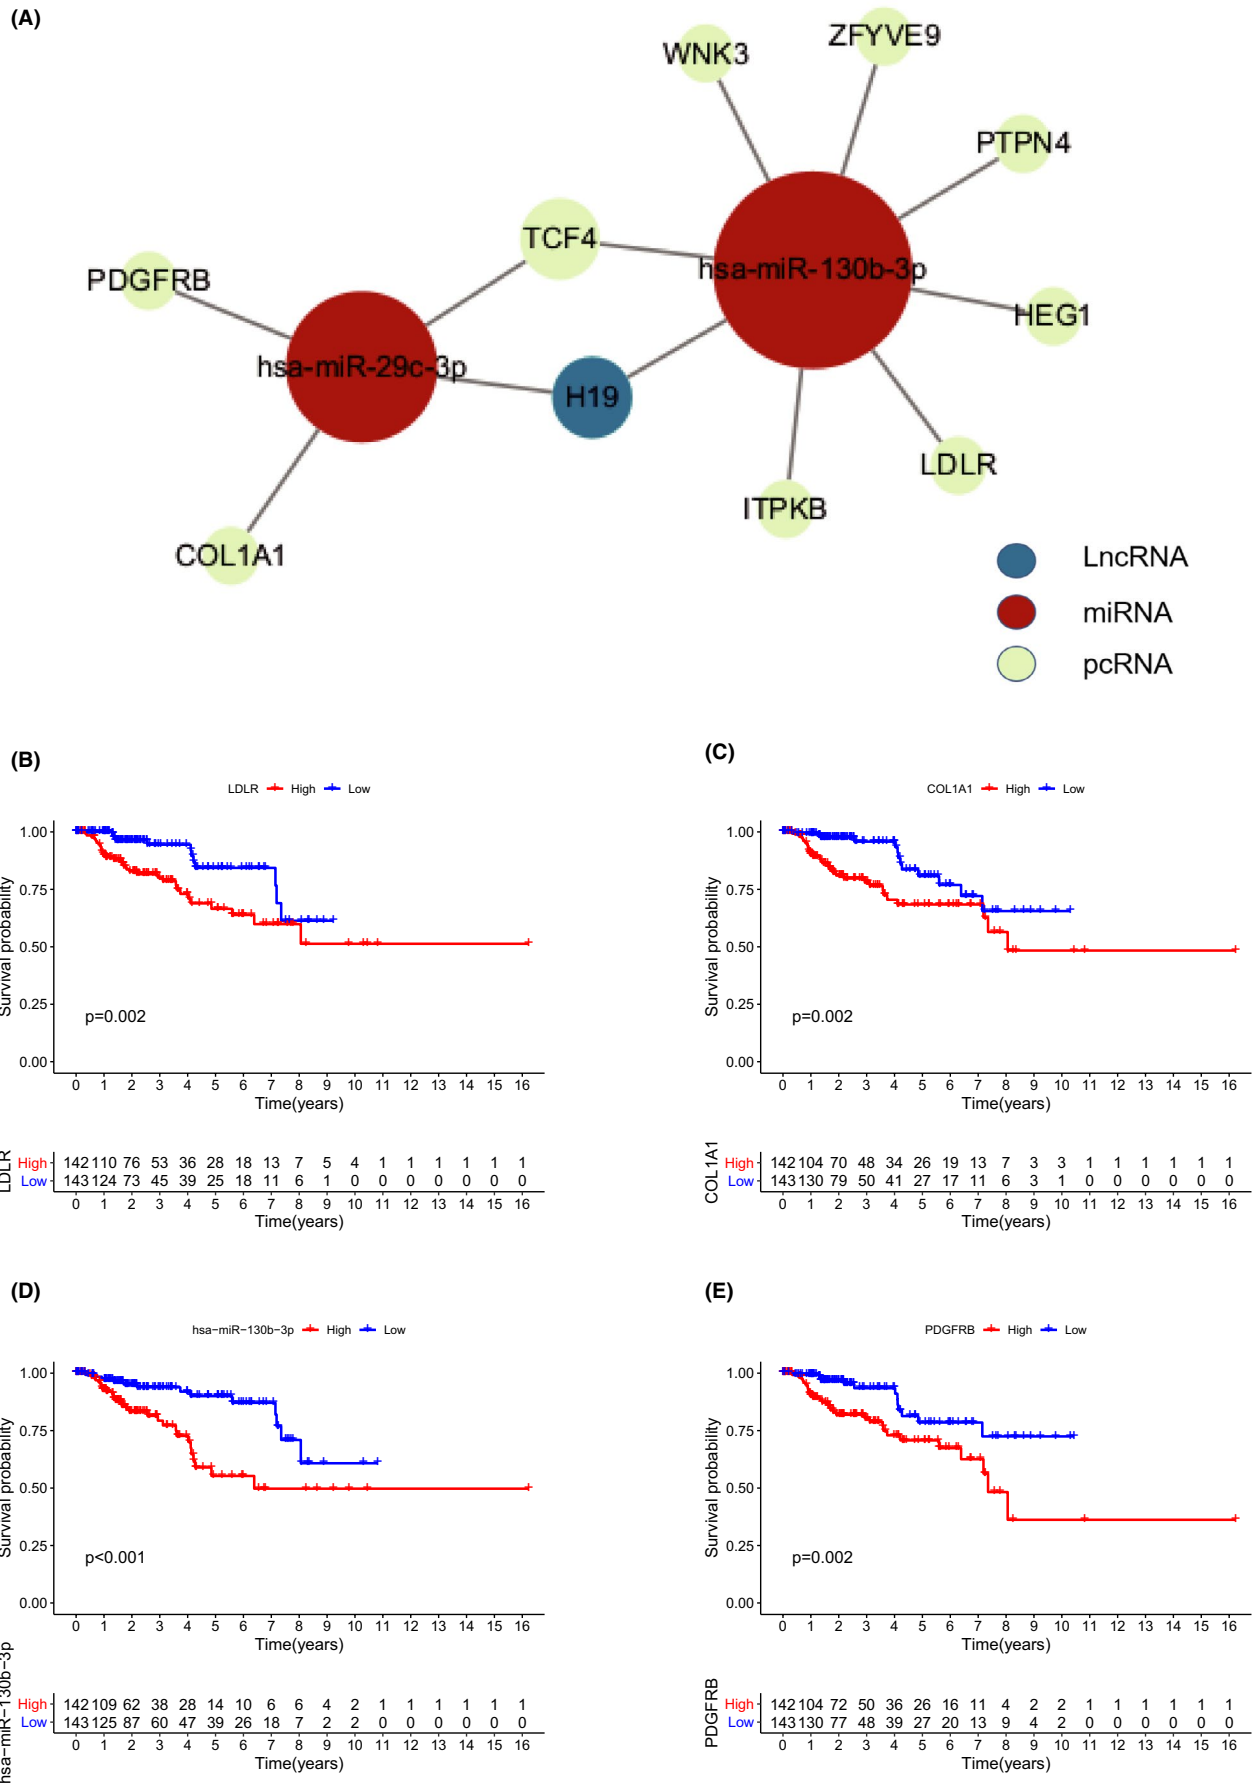 (A)
WNK3
ZFYVE9
PTPN4
TCF4
hsa-miR-130b-3p
PDGFRB
HEG1
hsa-miR-29c-3p
H19
LDLR
ITPKB
COL1A1
LncRNA
miRNA
pcRNA
(B)
LDLR High Low
Survival probability
1.00
0.75
0.50
0.25
0.00
p=0.002
0 1 2 3 4 5 6 7 8 9 10 11 12 13 14 15 16
Time(years)
LDLR
High 142 110 76 53 36 28 18 13 7 5 4 1 1 1 1 1 1
Low 143 124 73 45 39 25 18 11 6 1 0 0 0 0 0 0 0
0 1 2 3 4 5 6 7 8 9 10 11 12 13 14 15 16
Time(years)
(C)
COL1A1 High Low
Survival probability
1.00
0.75
0.50
0.25
0.00
p=0.002
0 1 2 3 4 5 6 7 8 9 10 11 12 13 14 15 16
Time(years)
COL1A1
High 142 104 70 48 34 26 19 13 7 3 3 1 1 1 1 1 1
Low 143 130 79 50 41 27 17 11 6 3 1 0 0 0 0 0 0
0 1 2 3 4 5 6 7 8 9 10 11 12 13 14 15 16
Time(years)
(D)
hsa−miR−130b−3p High Low
Survival probability
1.00
0.75
0.50
0.25
0.00
p<0.001
0 1 2 3 4 5 6 7 8 9 10 11 12 13 14 15 16
Time(years)
hsa−miR−130b−3p
High 142 109 62 38 28 14 10 6 6 4 2 1 1 1 1 1 1
Low 143 125 87 60 47 39 26 18 7 2 2 0 0 0 0 0 0
0 1 2 3 4 5 6 7 8 9 10 11 12 13 14 15 16
Time(years)
(E)
PDGFRB High Low
Survival probability
1.00
0.75
0.50
0.25
0.00
p=0.002
0 1 2 3 4 5 6 7 8 9 10 11 12 13 14 15 16
Time(years)
PDGFRB
High 142 104 72 50 36 26 16 11 4 2 2 1 1 1 1 1 1
Low 143 130 77 48 39 27 20 13 9 4 2 0 0 0 0 0 0
0 1 2 3 4 5 6 7 8 9 10 11 12 13 14 15 16
Time(years)